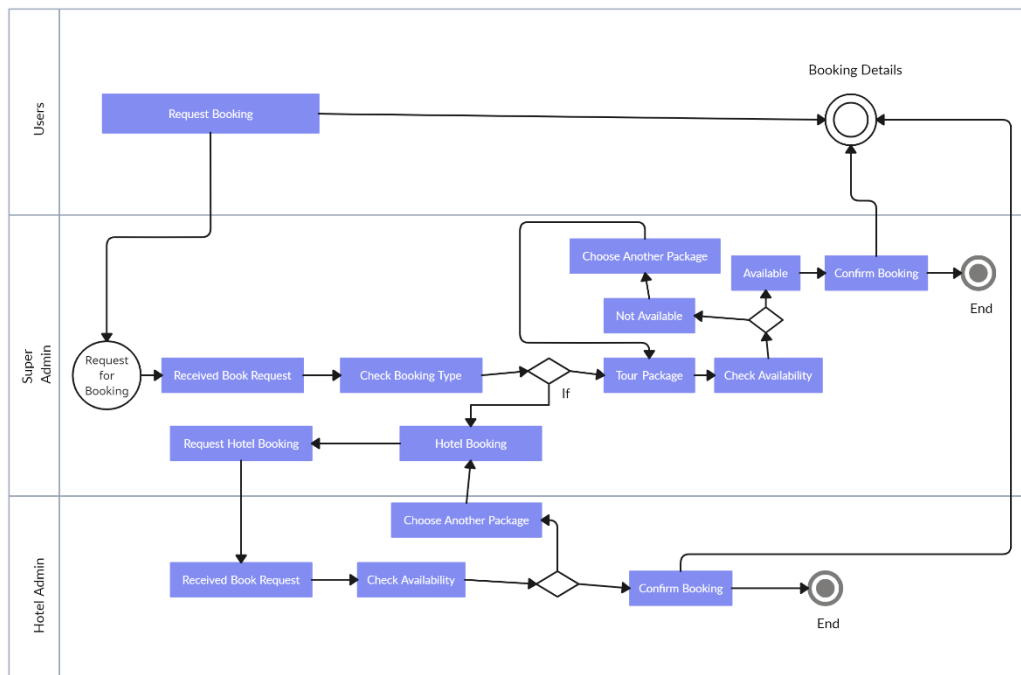 Booking Details
Users
Request Booking
Choose Another Package
Available
Confirm Booking
End
Not Available
Super
Admin
Request
for
Booking
Received Book Request
Check Booking Type
If
Tour Package
Check Availability
Request Hotel Booking
Hotel Booking
Choose Another Package
Hotel Admin
Received Book Request
Check Availability
Confirm Booking
End